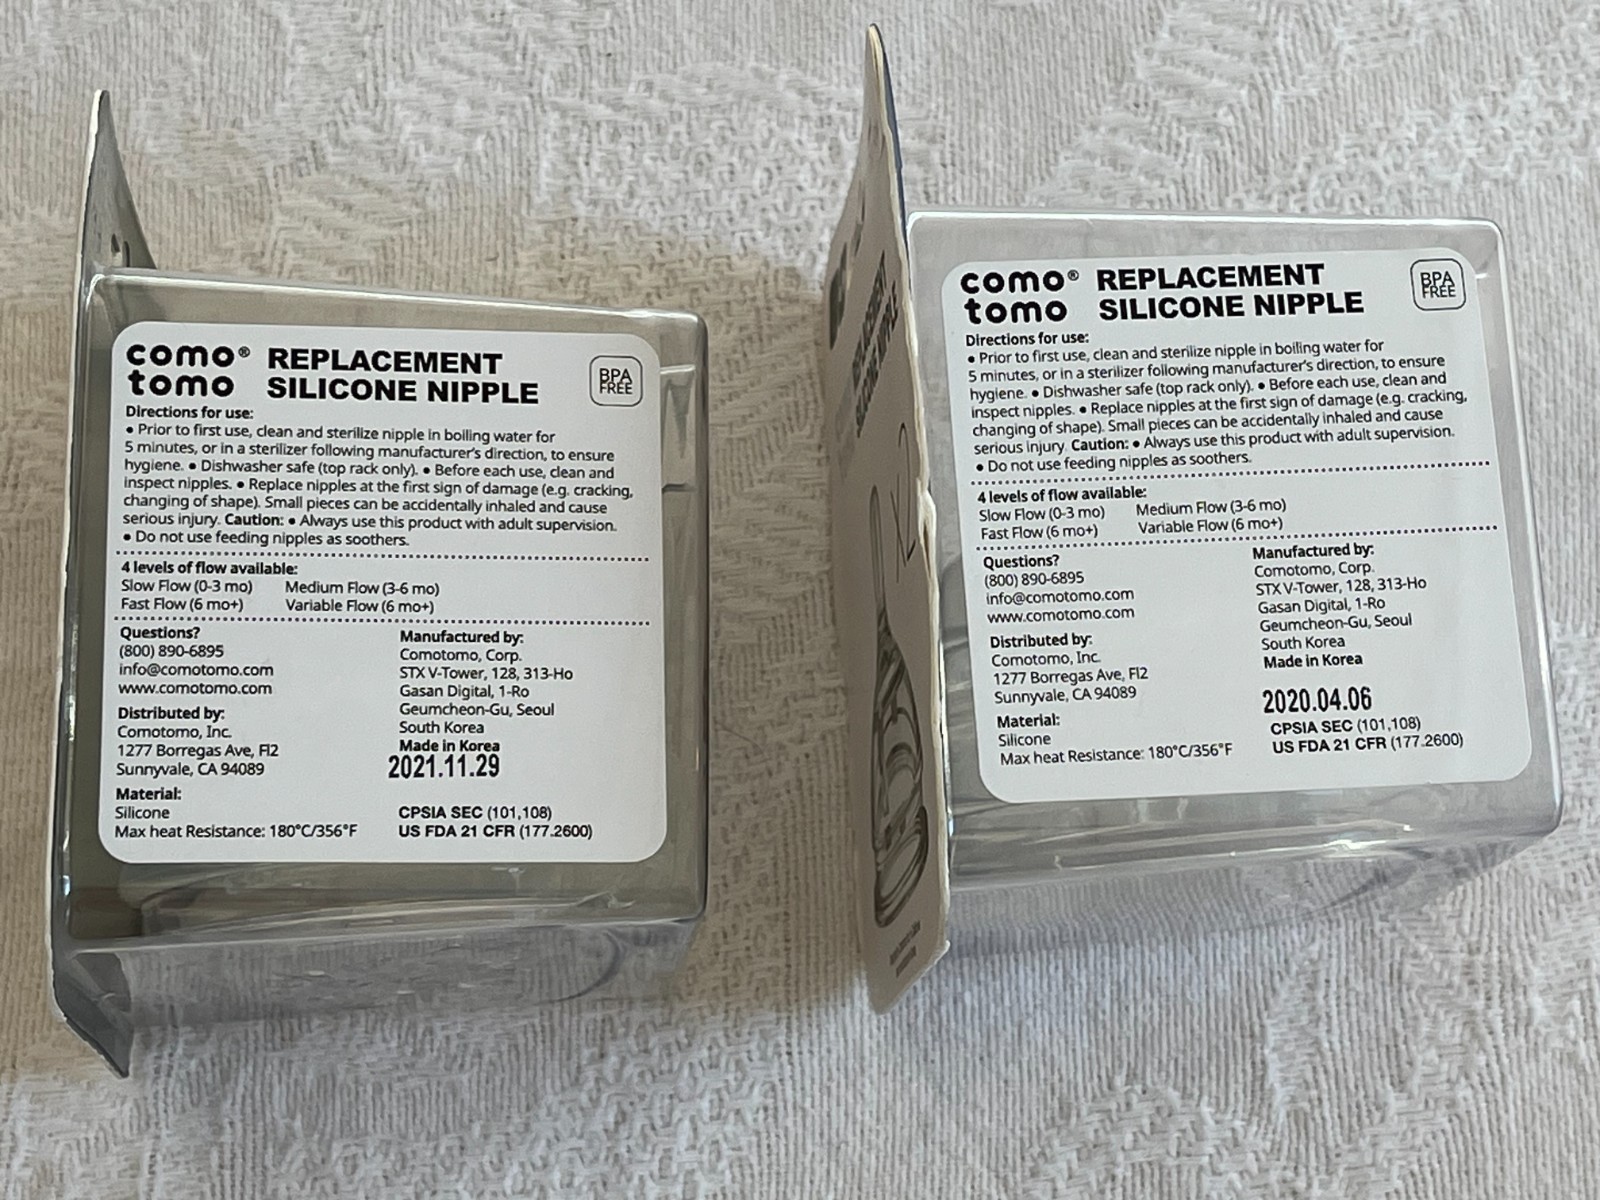 como® REPLACEMENT
tomo SILICONE NIPPLE
BPA
FREE
Directions for use:
• Prior to first use, clean and sterilize nipple in boiling water for
5 minutes, or in a sterilizer following manufacturer's direction, to ensure
hygiene. • Dishwasher safe (top rack only). • Before each use, clean and
inspect nipples. • Replace nipples at the first sign of damage (e.g. cracking,
changing of shape). Small pieces can be accidentally inhaled and cause
serious injury. Caution: • Always use this product with adult supervision.
• Do not use feeding nipples as soothers.
4 levels of flow available:
Slow Flow (0-3 mo) Medium Flow (3-6 mo)
Fast Flow (6 mo+) Variable Flow (6 mo+)
Questions?
(800) 890-6895
info@comotomo.com
www.comotomo.com
Distributed by:
Comotomo, Inc.
1277 Borregas Ave, Fl2
Sunnyvale, CA 94089
Material:
Silicone
Max heat Resistance: 180°C/356°F
Manufactured by:
Comotomo, Corp.
STX V-Tower, 128, 313-Ho
Gasan Digital, 1-Ro
Geumcheon-Gu, Seoul
South Korea
Made in Korea
2021.11.29
CPSIA SEC (101,108)
US FDA 21 CFR (177.2600)
REPLACEMENT
SILICONE NIPPLE
como® REPLACEMENT
tomo SILICONE NIPPLE
BPA
FREE
Directions for use:
• Prior to first use, clean and sterilize nipple in boiling water for
5 minutes, or in a sterilizer following manufacturer's direction, to ensure
hygiene. • Dishwasher safe (top rack only). • Before each use, clean and
inspect nipples. • Replace nipples at the first sign of damage (e.g. cracking,
changing of shape). Small pieces can be accidentally inhaled and cause
serious injury. Caution: • Always use this product with adult supervision.
• Do not use feeding nipples as soothers.
4 levels of flow available:
Slow Flow (0-3 mo) Medium Flow (3-6 mo)
Fast Flow (6 mo+) Variable Flow (6 mo+)
Questions?
(800) 890-6895
info@comotomo.com
www.comotomo.com
Distributed by:
Comotomo, Inc.
1277 Borregas Ave, Fl2
Sunnyvale, CA 94089
Material:
Silicone
Max heat Resistance: 180°C/356°F
Manufactured by:
Comotomo, Corp.
STX V-Tower, 128, 313-Ho
Gasan Digital, 1-Ro
Geumcheon-Gu, Seoul
South Korea
Made in Korea
2020.04.06
CPSIA SEC (101,108)
US FDA 21 CFR (177.2600)